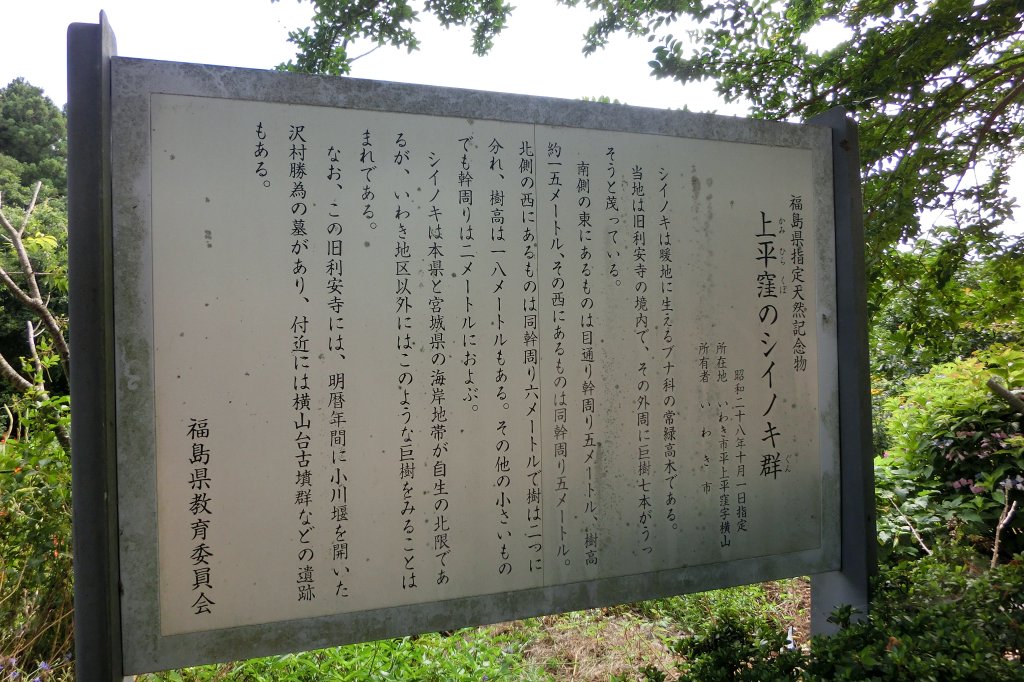 福島県指定天然記念物
上平窪のシイノキ群
かみひらくぼ
ぐん
昭和二十八年十月一日指定
所在地 いわき市平上平窪字横山
所有者 いわき市
シイノキは暖地に生えるブナ科の常緑高木である。
当地は旧利安寺の境内で、その外周に巨樹七本がうっ
そうと茂っている。
南側の東にあるものは目通り幹周り五メートル、樹高
約一五メートル、その西にあるものは同幹周り五メートル。
北側の西にあるものは同幹周り六メートルで樹は二つに
分れ、樹高は一八メートルもある。その他の小さいもの
でも幹周りは二メートルにおよぶ。
シイノキは本県と宮城県の海岸地帯が自生の北限であ
るが、いわき地区以外にはこのような巨樹をみることは
まれである。
なお、この旧利安寺には、明暦年間に小川堰を開いた
沢村勝為の墓があり、付近には横山台古墳群などの遺跡
もある。
福島県教育委員会